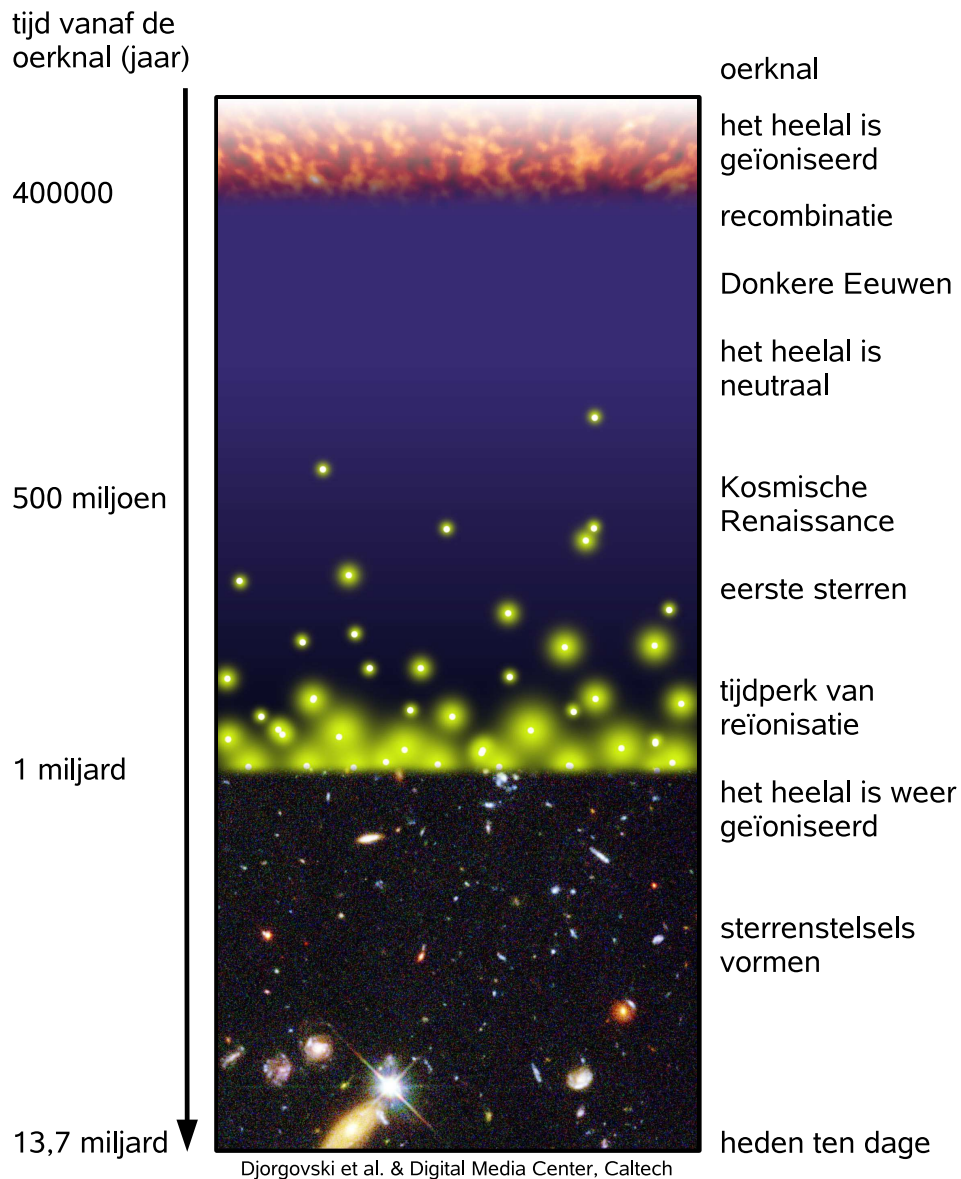 tijd vanaf de
oerknal (jaar)
oerknal
het heelal is
geïoniseerd
400000
recombinatie
Donkere Eeuwen
het heelal is
neutraal
500 miljoen
Kosmische
Renaissance
eerste sterren
tijdperk van
reïonisatie
1 miljard
het heelal is weer
geïoniseerd
sterrenstelsels
vormen
13,7 miljard
heden ten dage
Djorgovski et al. & Digital Media Center, Caltech